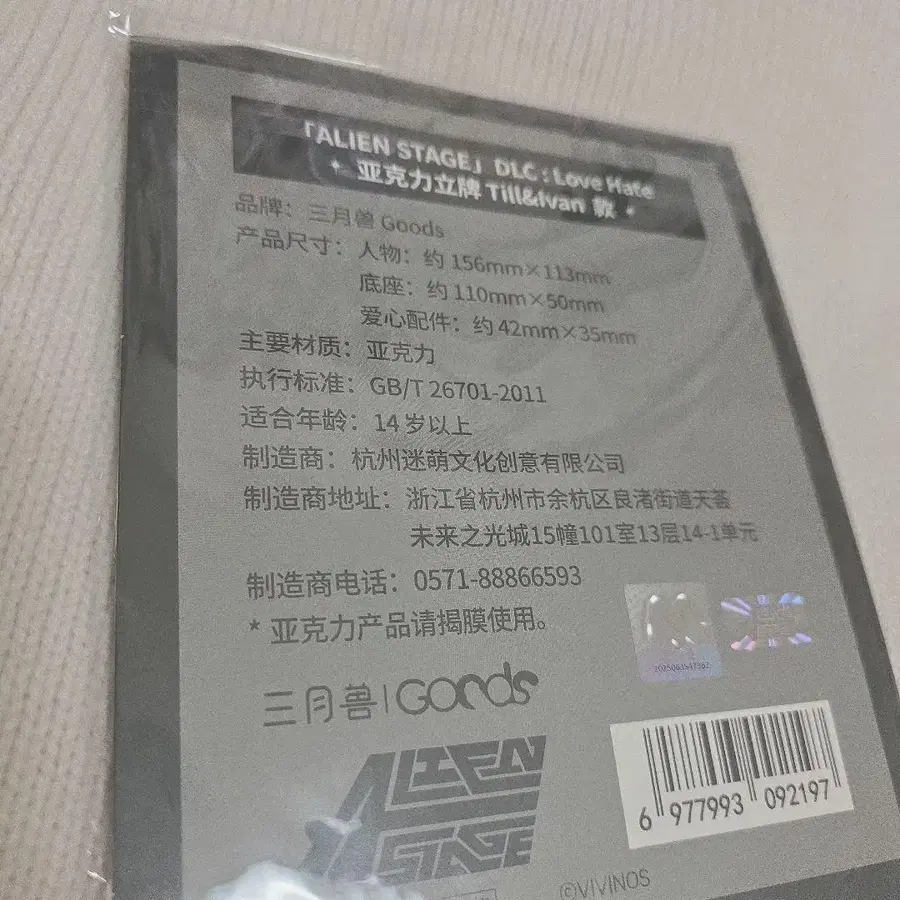 「ALIEN STAGE」DLC : Love Hate
* 亚克力立牌 Till&Ivan 款 *
品牌：三月兽 Goods
产品尺寸：人物：约 156mm×113mm
底座：约 110mm×50mm
爱心配件：约 42mm×35mm
主要材质：亚克力
执行标准：GB/T 26701-2011
适合年龄：14 岁以上
制造商：杭州迷萌文化创意有限公司
制造商地址：浙江省杭州市余杭区良渚街道天荟
未来之光城15幢101室13层14-1单元
制造商电话：0571-88866593
* 亚克力产品请揭膜使用。
三月兽|Goods
ALIEN
STAGE
6 977993 092197
©VIVINOS